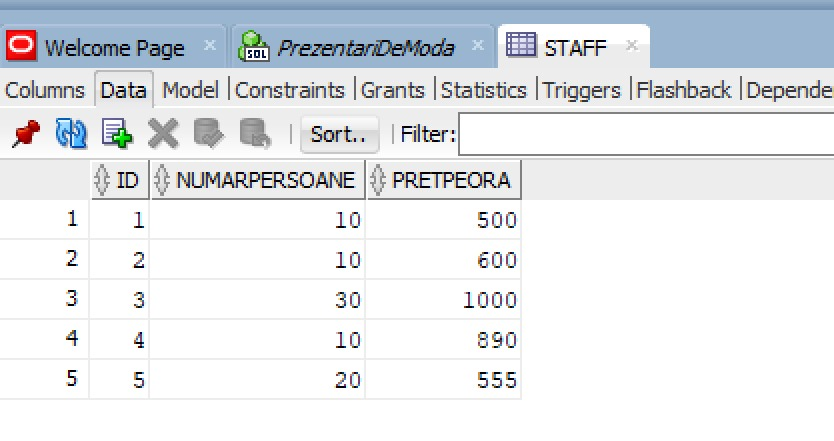 Welcome Page PrezentariDeModa STAFF
Columns Data Model Constraints Grants Statistics Triggers Flashback Depende
Sort.. Filter:
ID NUMARPERSOANE PRETPEORA
1 1 10 500
2 2 10 600
3 3 30 1000
4 4 10 890
5 5 20 555